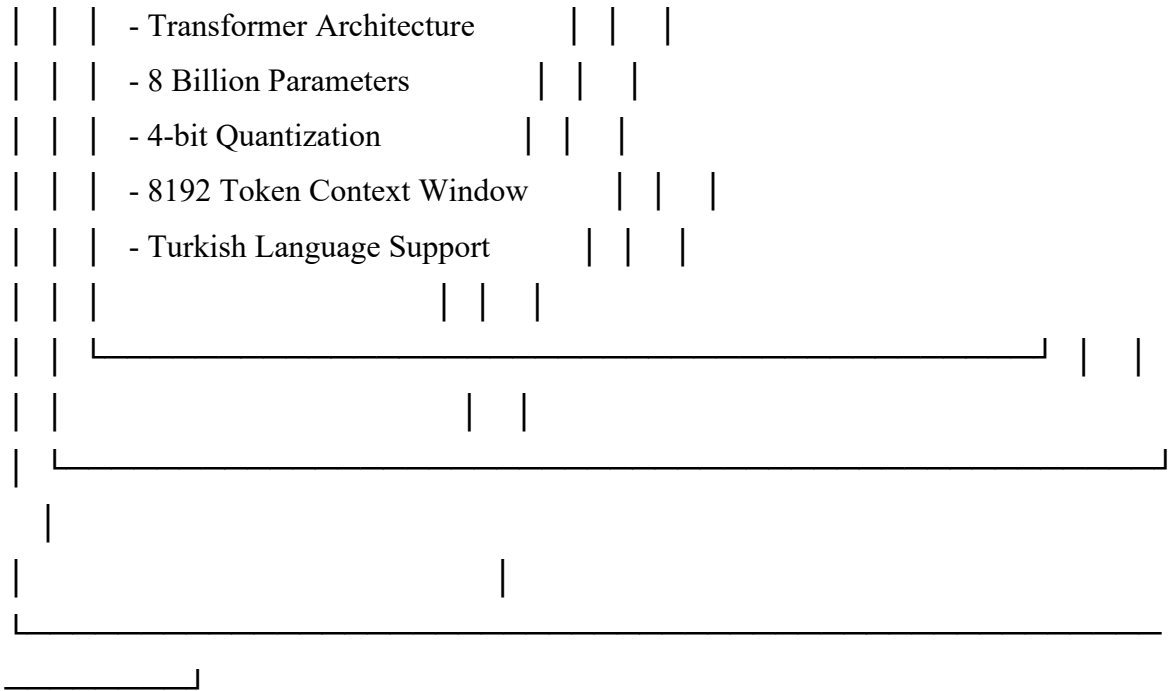 - Transformer Architecture
- 8 Billion Parameters
- 4-bit Quantization
- 8192 Token Context Window
- Turkish Language Support